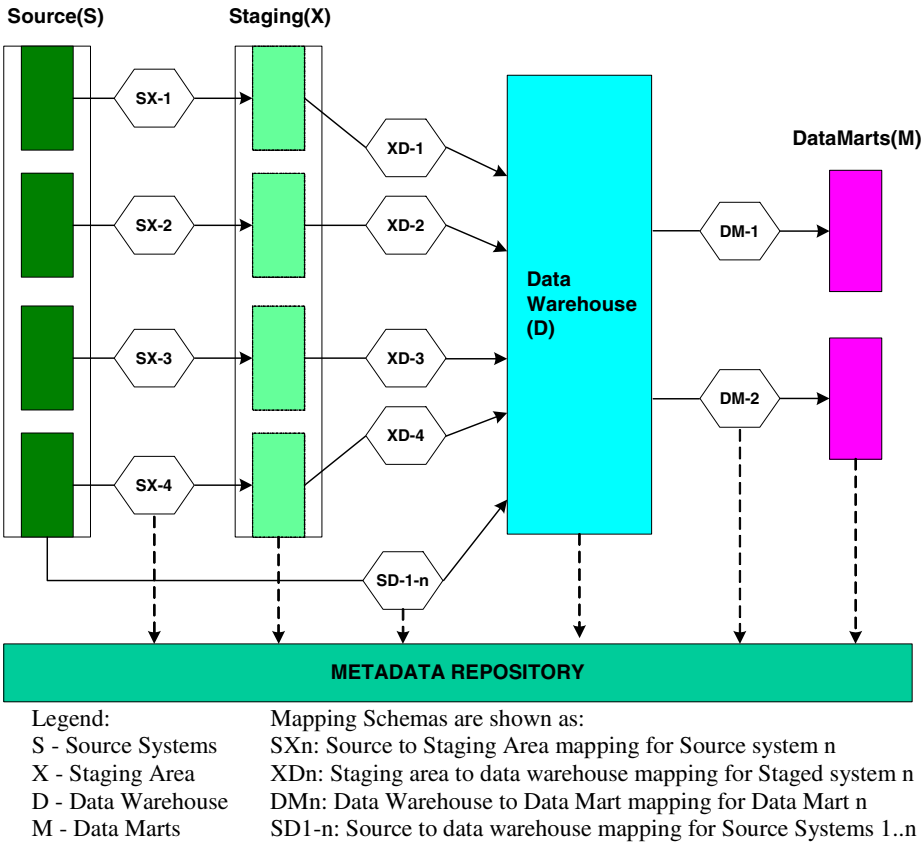 Source(S)
Staging(X)
SX-1
XD-1
DataMarts(M)
SX-2
XD-2
DM-1
Data
Warehouse
(D)
SX-3
XD-3
DM-2
XD-4
SX-4
SD-1-n
METADATA REPOSITORY
Legend:
S - Source Systems
X - Staging Area
D - Data Warehouse
M - Data Marts
Mapping Schemas are shown as:
SXn: Source to Staging Area mapping for Source system n
XDn: Staging area to data warehouse mapping for Staged system n
DMn: Data Warehouse to Data Mart mapping for Data Mart n
SD1-n: Source to data warehouse mapping for Source Systems 1..n